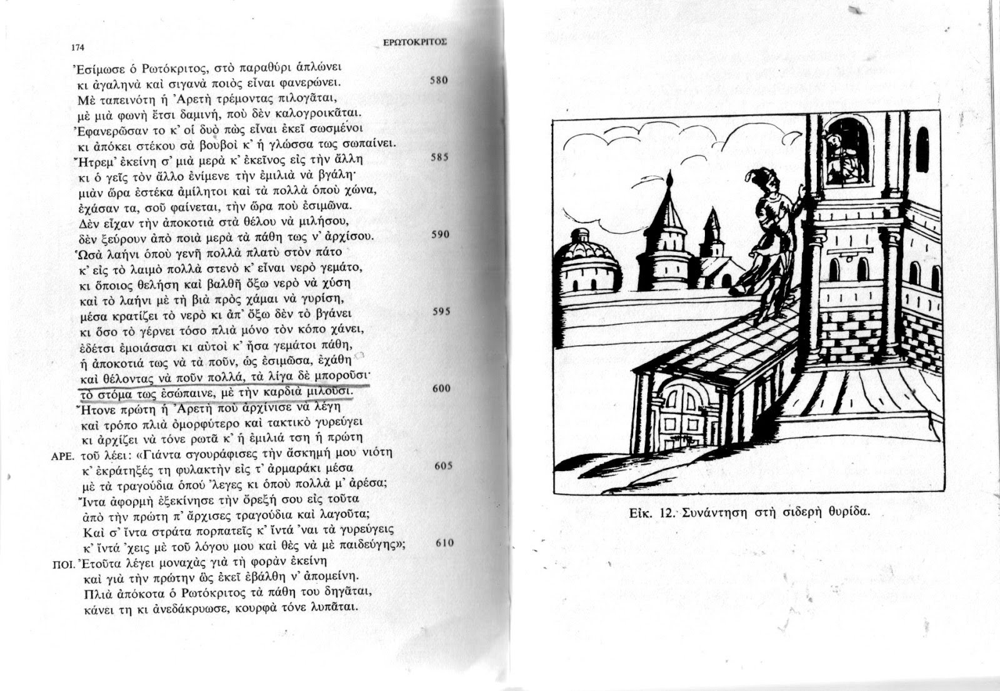 174
ΕΡΩΤΟΚΡΙΤΟΣ
Ἐσίμωσε ὁ Ρωτόκριτος, στὸ παραθύρι ἁπλώνει
κι ἀγαληνὰ καὶ σιγανὰ ποιὸς εἶναι φανερώνει. 580
Μὲ ταπεινότη ἡ Ἀρετὴ τρέμοντας πιλογᾶται,
μὲ μιὰ φωνὴ ἔτσι δαμινή, ποὺ δὲν καλογροικᾶται.
Ἐφανερῶσαν το κ' οἱ δυὸ πὼς εἶναι ἐκεῖ σωσμένοι
κι ἀπόκει στέκου σὰ βουβοὶ κ' ἡ γλώσσα τως σωπαίνει.
Ἤτρεμ' ἐκείνη σ' μιὰ μερὰ κ' ἐκεῖνος εἰς τὴν ἄλλη 585
κι ὁ γεῖς τὸν ἄλλο ἐνίμενε τὴν ἐμιλιὰ νὰ βγάλη·
μιὰν ὥρα ἐστέκα ἀμίλητοι καὶ τὰ πολλὰ ὁποὺ χώνα,
ἐχάσαν τα, σοῦ φαίνεται, τὴν ὥρα ποὺ ἐσιμῶνα.
Δὲν εἶχαν τὴν ἀποκοτιὰ στὰ θέλου νὰ μιλήσου,
δὲν ξεύρουν ἀπὸ ποιὰ μερὰ τὰ πάθη τως ν' ἀρχίσου. 590
Ὡσὰ λαήνι ὁποὺ γενῆ πολλὰ πλατὺ στὸν πάτο
κ' εἰς τὸ λαιμὸ πολλὰ στενὸ κ' εἶναι νερὸ γεμάτο,
κι ὅποιος θελήση καὶ βαλθῆ ὄξω νερὸ νὰ χύση
καὶ τὸ λαήνι μὲ τὴ βιὰ πρὸς χάμαι νὰ γυρίση,
μέσα κρατίζει τὸ νερὸ κι ἀπ' ὄξω δὲν τὸ βγάνει 595
κι ὅσο τὸ γέρνει τόσο πλιὰ μόνο τὸν κόπο χάνει,
ἐδέτσι ἐμοιάσασι κι αὐτοὶ κ' ἦσα γεμάτοι πάθη,
ἡ ἀποκοτιά τως νὰ τὰ ποῦν, ὡς ἐσιμῶσα, ἐχάθη
καὶ θέλοντας νὰ ποῦν πολλά, τὰ λίγα δὲ μποροῦσι·
τὸ στόμα τως ἐσώπαινε, μὲ τὴν καρδιὰ μιλοῦσι. 600
Ἤτονε πρώτη ἡ Ἀρετὴ ποὺ ἀρχίνισε νὰ λέγη
καὶ τρόπο πλιὰ ὁμορφύτερο καὶ τακτικὸ γυρεύγει
κι ἀρχίζει νὰ τόνε ρωτᾶ κ' ἡ ἐμιλιά τση ἡ πρώτη
ΑΡΕ. τοῦ λέει: «Γιάντα σγουράφισες τὴν ἄσκημή μου νιότη
κ' ἐκράτηξές τη φυλακτὴν εἰς τ' ἀρμαράκι μέσα 605
μὲ τὰ τραγούδια ὁπού 'λεγες κι ὁποὺ πολλὰ μ' ἀρέσα;
Ἴντα ἀφορμὴ ἐξεκίνησε τὴν ὄρεξή σου εἰς τοῦτα
ἀπὸ τὴν πρώτη π' ἄρχισες τραγούδια καὶ λαγοῦτα;
Καὶ σ' ἴντα στράτα πορπατεῖς κ' ἴντά 'ναι τὰ γυρεύγεις
κ' ἴντά 'χεις μὲ τοῦ λόγου μου καὶ θὲς νὰ μὲ παιδεύγης»; 610
ΠΟΙ. Ἐτοῦτα λέγει μοναχὰς γιὰ τὴ φορὰν ἐκείνη
καὶ γιὰ τὴν πρώτην ὣς ἐκεῖ ἐβάλθη ν' ἀπομείνη.
Πλιὰ ἀπόκοτα ὁ Ρωτόκριτος τὰ πάθη του δηγᾶται,
κάνει τη κι ἀνεδάκρυωσε, κουρφὰ τόνε λυπᾶται.
Εἰκ. 12. Συνάντηση στὴ σιδερὴ θυρίδα.